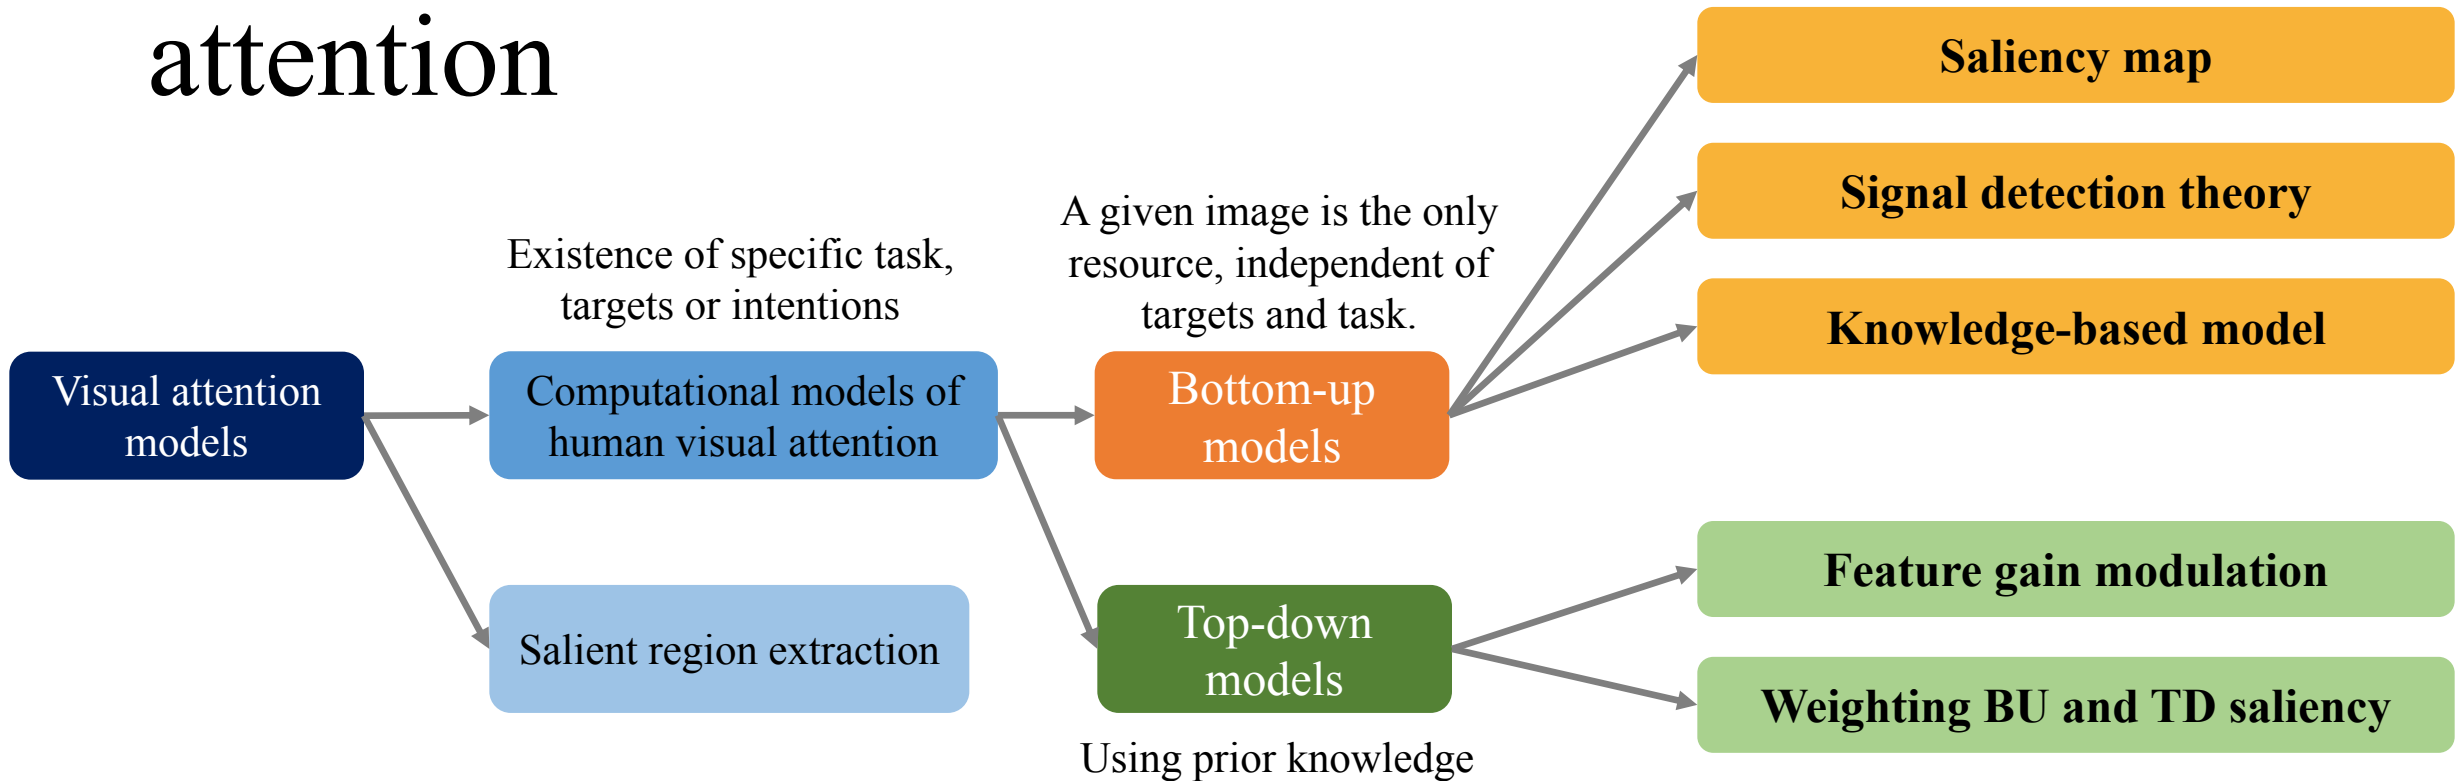 attention
Visual attention
models
Existence of specific task,
targets or intentions
Computational models of
human visual attention
Salient region extraction
A given image is the only
resource, independent of
targets and task.
Bottom-up
models
Top-down
models
Using prior knowledge
Saliency map
Signal detection theory
Knowledge-based model
Feature gain modulation
Weighting BU and TD saliency